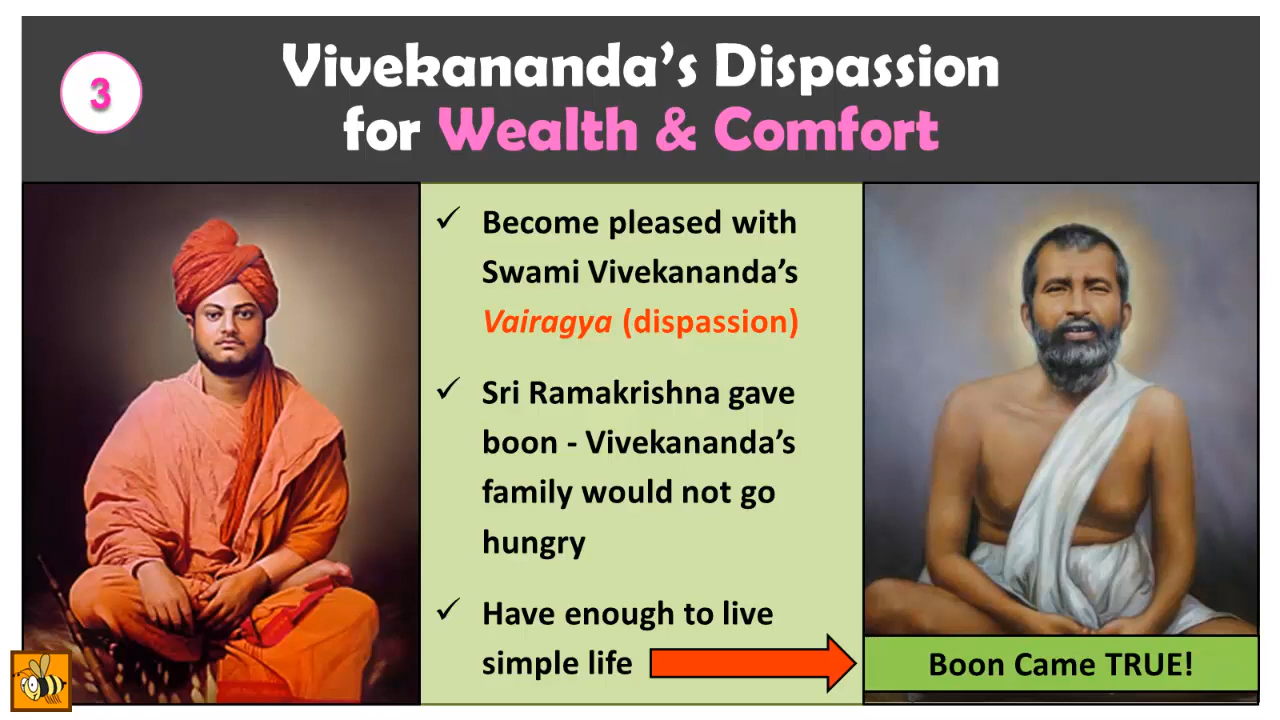 3
Vivekananda's Dispassion
for Wealth & Comfort
✓ Become pleased with
Swami Vivekananda's
Vairagya (dispassion)
✓ Sri Ramakrishna gave
boon - Vivekananda's
family would not go
hungry
✓ Have enough to live
simple life
Boon Came TRUE!